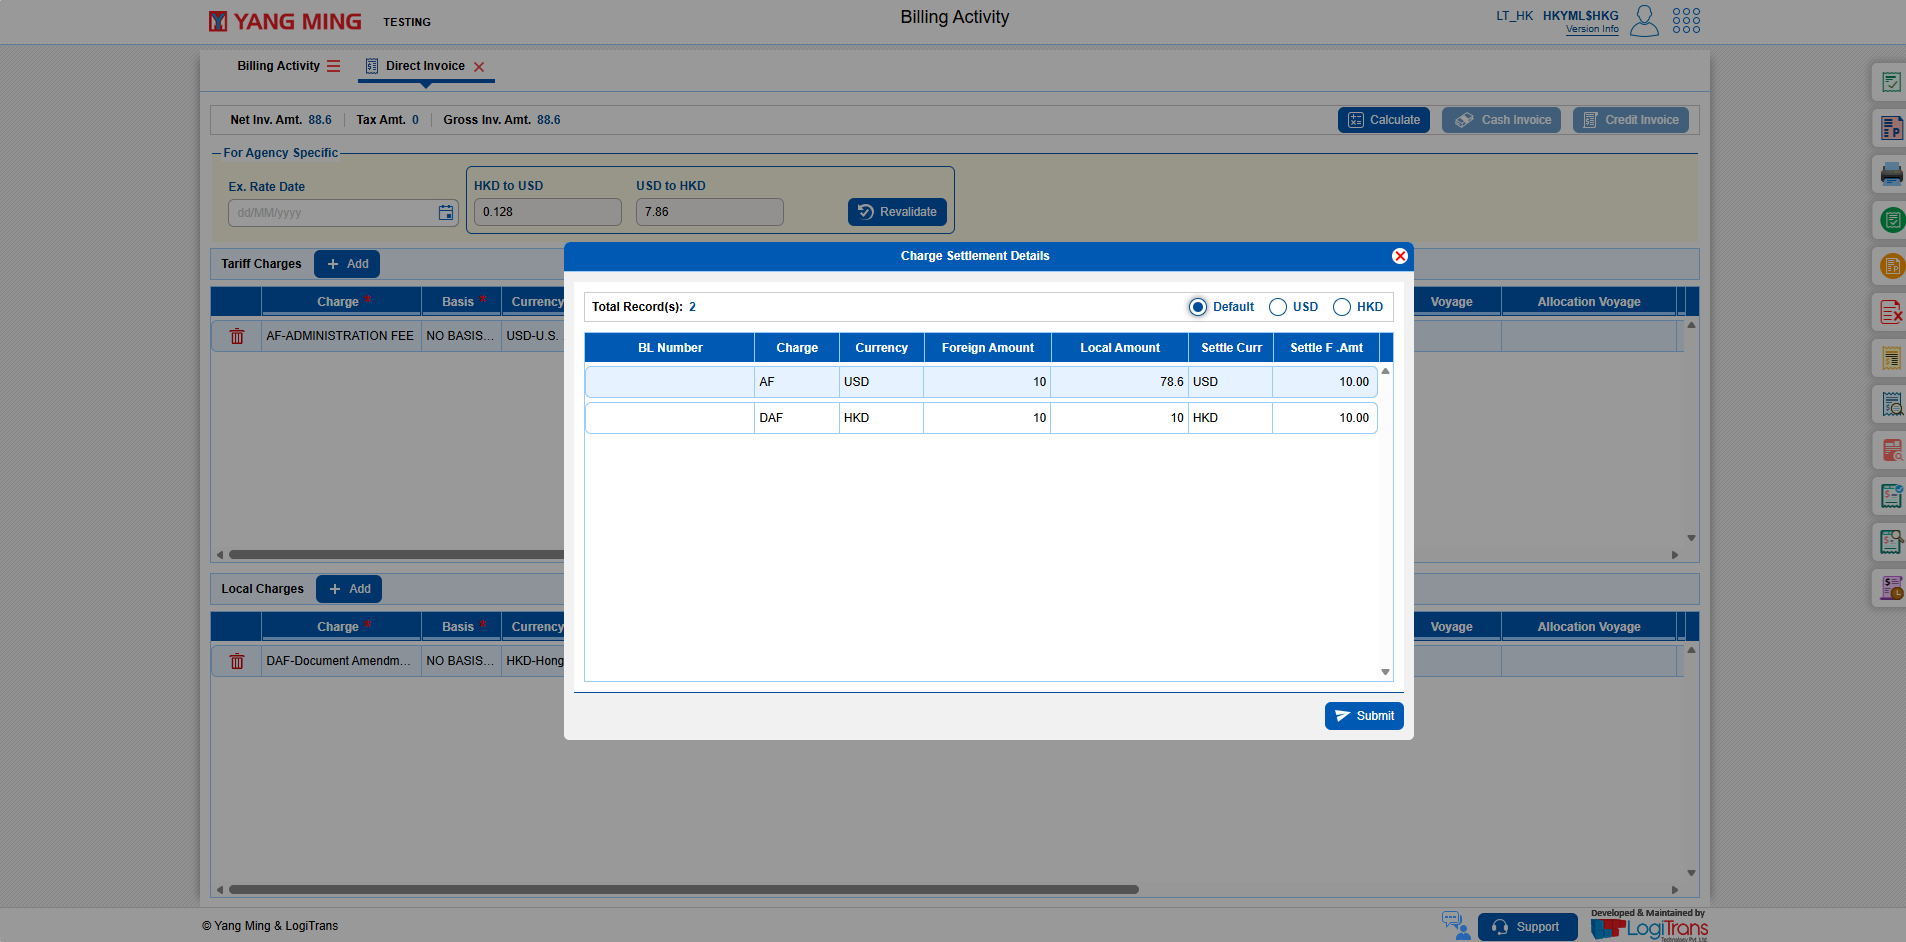 YANG MING TESTING
Billing Activity
LT_HK HKYML$HKG
Version Info
Billing Activity
Direct Invoice
Net Inv. Amt. 88.6 Tax Amt. 0 Gross Inv. Amt. 88.6
Calculate Cash Invoice Credit Invoice
For Agency Specific
Ex. Rate Date HKD to USD USD to HKD
dd/MM/yyyy 0.128 7.86 Revalidate
Tariff Charges + Add
Charge * Basis * Currency Voyage Allocation Voyage
AF-ADMINISTRATION FEE NO BASIS... USD-U.S.
Charge Settlement Details
Total Record(s): 2 Default USD HKD
BL Number Charge Currency Foreign Amount Local Amount Settle Curr Settle F .Amt
AF USD 10 78.6 USD 10.00
DAF HKD 10 10 HKD 10.00
Submit
Local Charges + Add
Charge * Basis * Currency Voyage Allocation Voyage
DAF-Document Amendm... NO BASIS... HKD-Hong
© Yang Ming & LogiTrans
Support
Developed & Maintained by
LogiTrans
Technology Pvt. Ltd